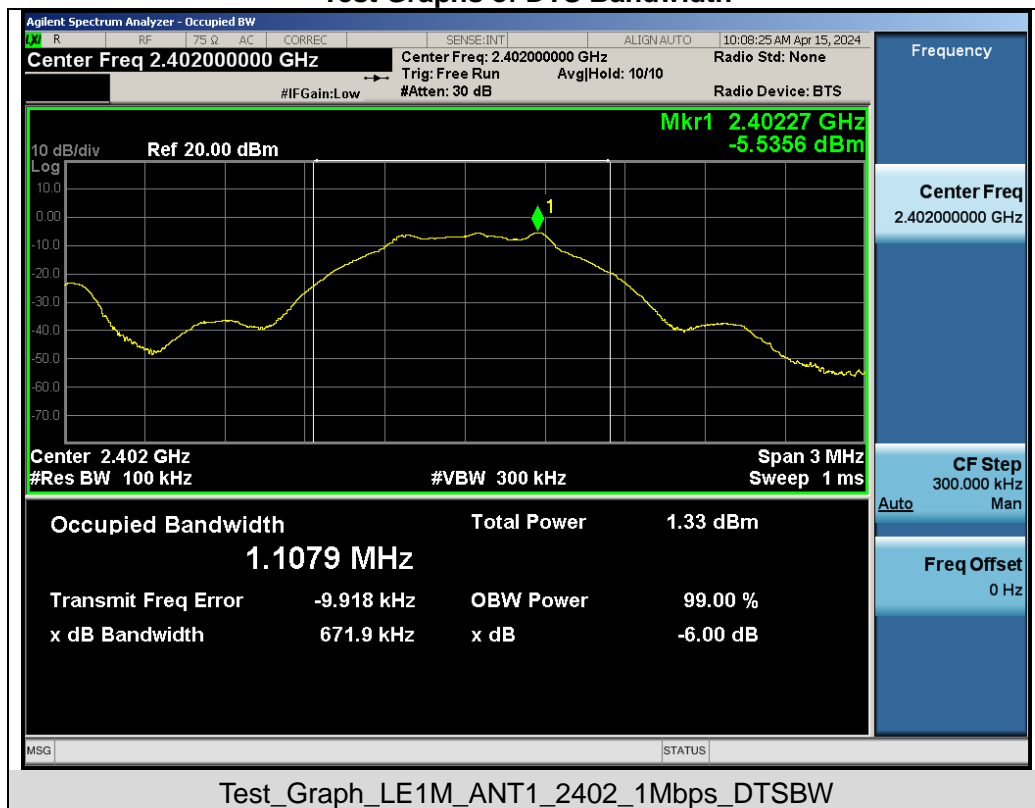 Test Graphs of DTS Bandwidth
Agilent Spectrum Analyzer - Occupied BW
LXI R RF 75 Ω AC CORREC SENSE:INT ALIGN AUTO 10:08:25 AM Apr 15, 2024
Center Freq 2.402000000 GHz
Center Freq: 2.402000000 GHz Radio Std: None
Trig: Free Run Avg|Hold: 10/10
#IFGain:Low #Atten: 30 dB Radio Device: BTS
Frequency
Mkr1 2.40227 GHz
10 dB/div Ref 20.00 dBm -5.5356 dBm
Log
10.0
0.00
-10.0
-20.0
-30.0
-40.0
-50.0
-60.0
-70.0
1
Center Freq
2.402000000 GHz
Center 2.402 GHz Span 3 MHz
#Res BW 100 kHz #VBW 300 kHz Sweep 1 ms
CF Step
300.000 kHz
Auto Man
Occupied Bandwidth Total Power 1.33 dBm
1.1079 MHz
Transmit Freq Error -9.918 kHz OBW Power 99.00 %
x dB Bandwidth 671.9 kHz x dB -6.00 dB
Freq Offset
0 Hz
MSG STATUS
Test_Graph_LE1M_ANT1_2402_1Mbps_DTSBW